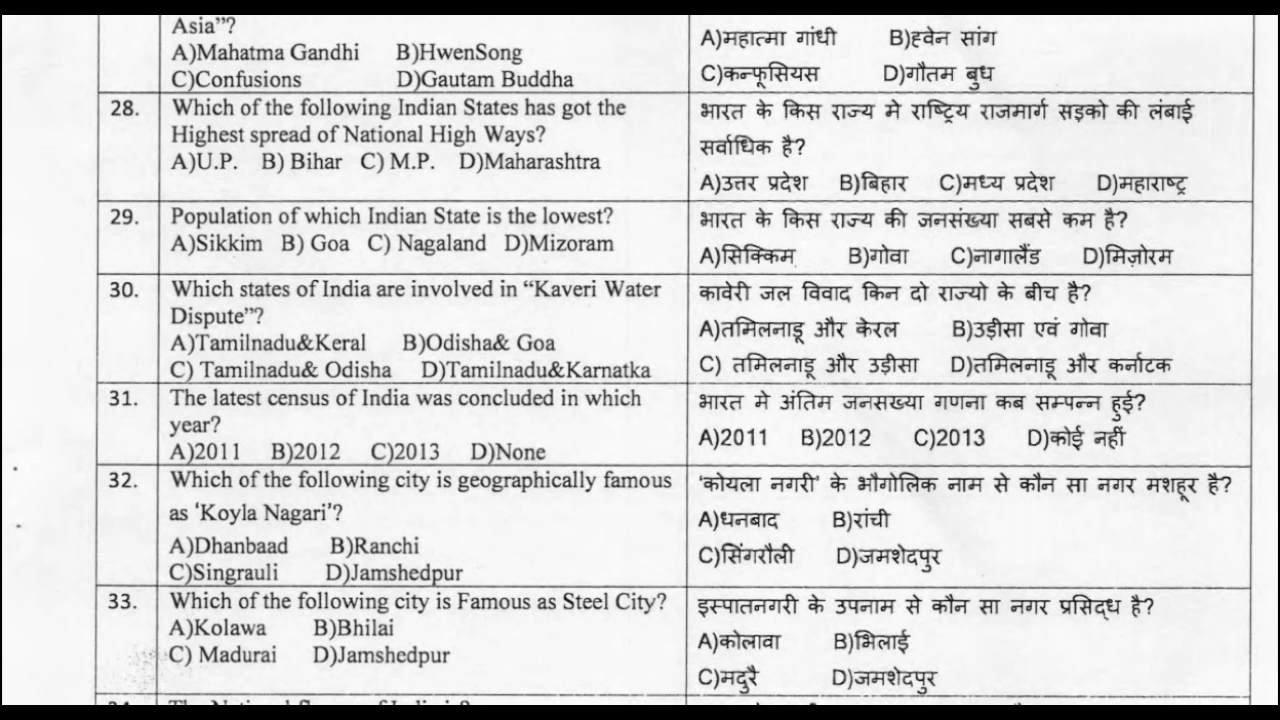 Asia”?
A)Mahatma Gandhi B)HwenSong
C)Confusions D)Gautam Buddha
A)महात्मा गांधी B)ह्वेन सांग
C)कन्फूसियस D)गौतम बुध
28. Which of the following Indian States has got the
Highest spread of National High Ways?
A)U.P. B) Bihar C) M.P. D)Maharashtra
भारत के किस राज्य मे राष्ट्रिय राजमार्ग सड़को की लंबाई
सर्वाधिक है?
A)उत्तर प्रदेश B)बिहार C)मध्य प्रदेश D)महाराष्ट्र
29. Population of which Indian State is the lowest?
A)Sikkim B) Goa C) Nagaland D)Mizoram
भारत के किस राज्य की जनसंख्या सबसे कम है?
A)सिक्किम B)गोवा C)नागालैंड D)मिज़ोरम
30. Which states of India are involved in “Kaveri Water
Dispute”?
A)Tamilnadu&Keral B)Odisha& Goa
C) Tamilnadu& Odisha D)Tamilnadu&Karnatka
कावेरी जल विवाद किन दो राज्यो के बीच है?
A)तमिलनाडू और केरल B)उड़ीसा एवं गोवा
C) तमिलनाडू और उड़ीसा D)तमिलनाडू और कर्नाटक
31. The latest census of India was concluded in which
year?
A)2011 B)2012 C)2013 D)None
भारत मे अंतिम जनसख्या गणना कब सम्पन्न हुई?
A)2011 B)2012 C)2013 D)कोई नहीं
32. Which of the following city is geographically famous
as 'Koyla Nagari'?
A)Dhanbaad B)Ranchi
C)Singrauli D)Jamshedpur
'कोयला नगरी' के भौगोलिक नाम से कौन सा नगर मशहूर है?
A)धनबाद B)रांची
C)सिंगरौली D)जमशेदपुर
33. Which of the following city is Famous as Steel City?
A)Kolawa B)Bhilai
C) Madurai D)Jamshedpur
इस्पातनगरी के उपनाम से कौन सा नगर प्रसिद्ध है?
A)कोलावा B)भिलाई
C)मदुरै D)जमशेदपुर